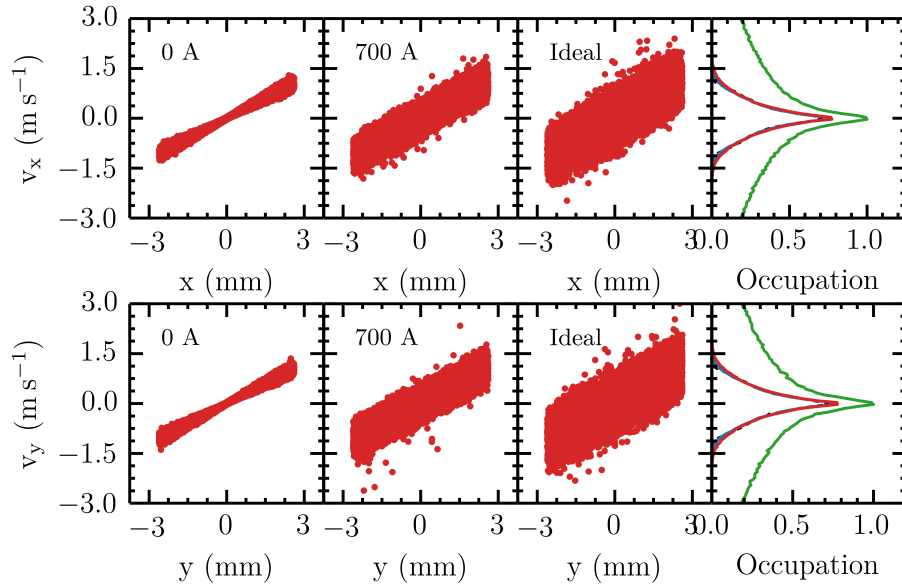 3.0
1.5
0.0
−1.5
−3.0
v_x (m s⁻¹)
0 A
700 A
Ideal
−3 0 3
−3 0 3
−3 0 3
0.0 0.5 1.0
x (mm)
x (mm)
x (mm)
Occupation
3.0
1.5
0.0
−1.5
−3.0
v_y (m s⁻¹)
0 A
700 A
Ideal
−3 0 3
−3 0 3
−3 0 3
0.0 0.5 1.0
y (mm)
y (mm)
y (mm)
Occupation